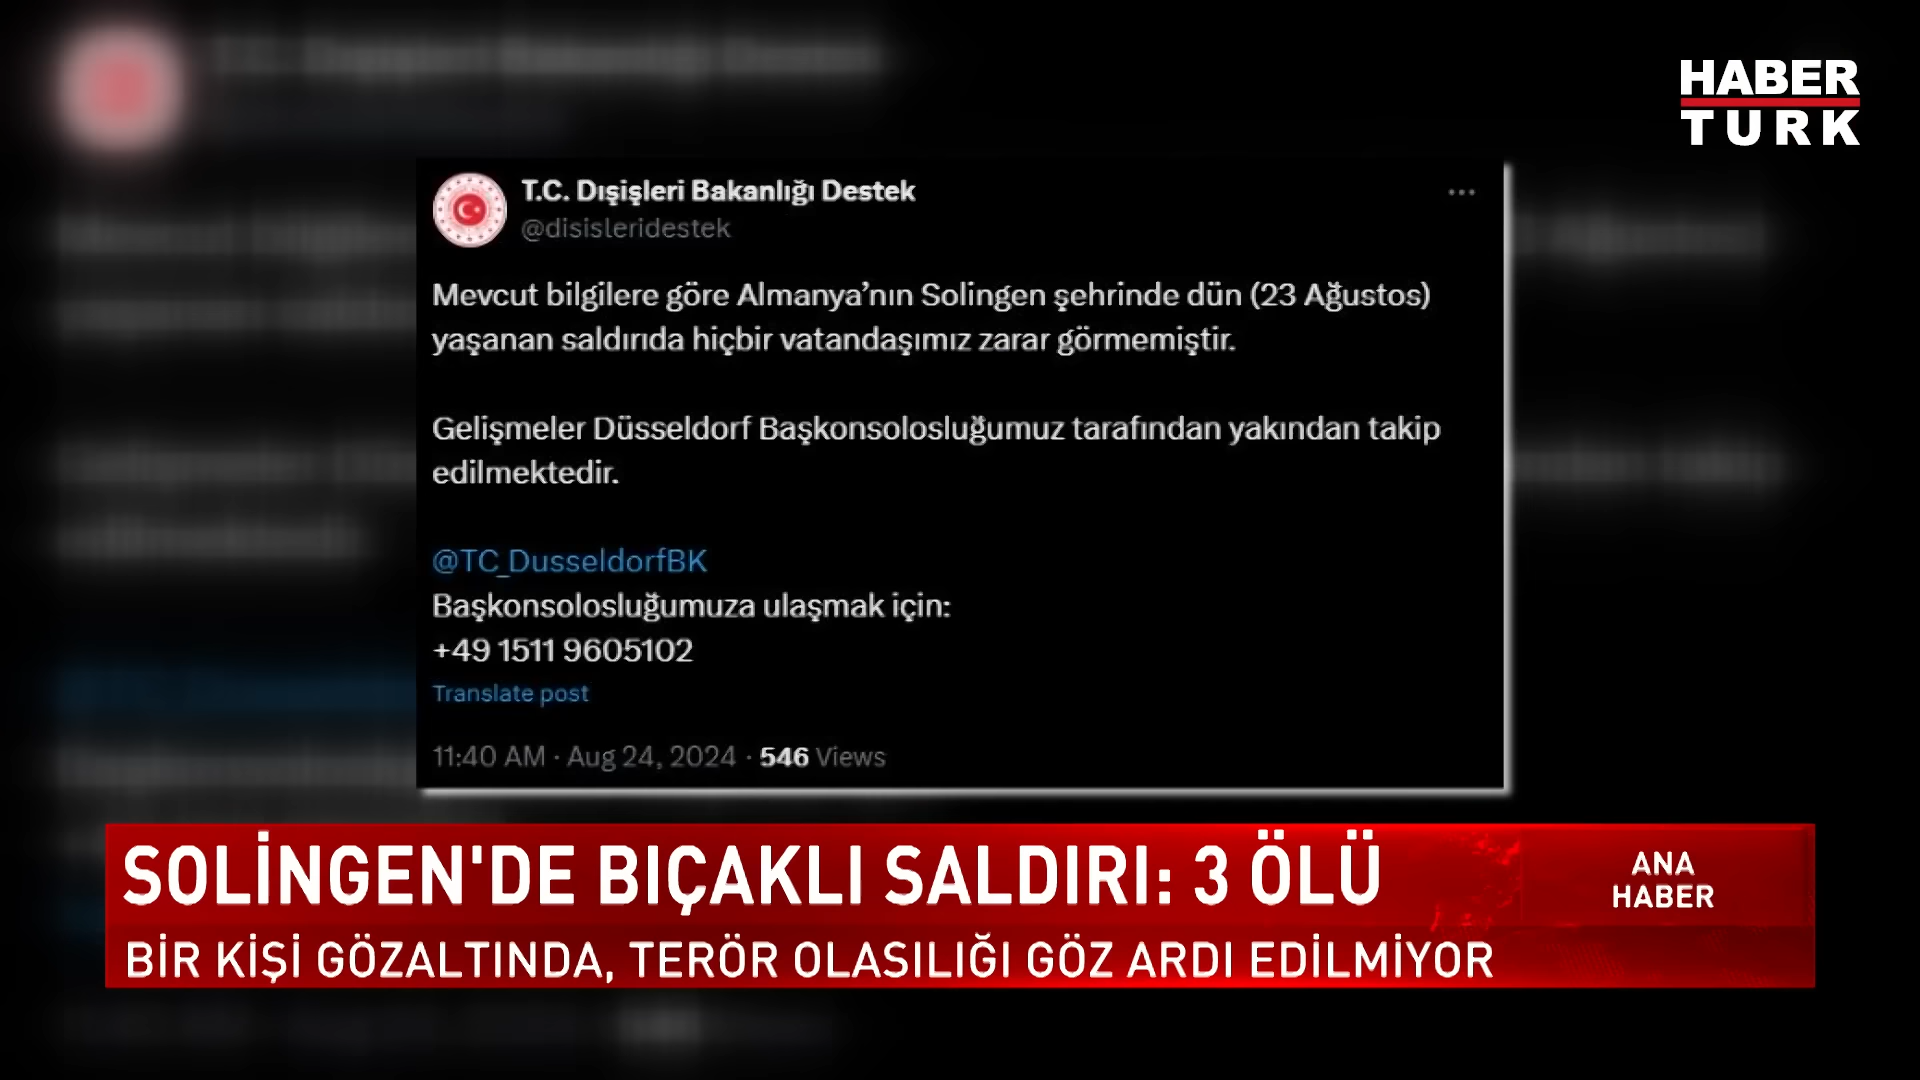 HABER
TURK
T.C. Dışişleri Bakanlığı Destek
@disisleridestek
Mevcut bilgilere göre Almanya’nın Solingen şehrinde dün (23 Ağustos)
yaşanan saldırıda hiçbir vatandaşımız zarar görmemiştir.
Gelişmeler Düsseldorf Başkonsolosluğumuz tarafından yakından takip
edilmektedir.
@TC_DusseldorfBK
Başkonsolosluğumuza ulaşmak için:
+49 1511 9605102
Translate post
11:40 AM · Aug 24, 2024 · 546 Views
SOLİNGEN'DE BIÇAKLI SALDIRI: 3 ÖLÜ
ANA
HABER
BİR KİŞİ GÖZALTINDA, TERÖR OLASILIĞI GÖZ ARDI EDİLMİYOR